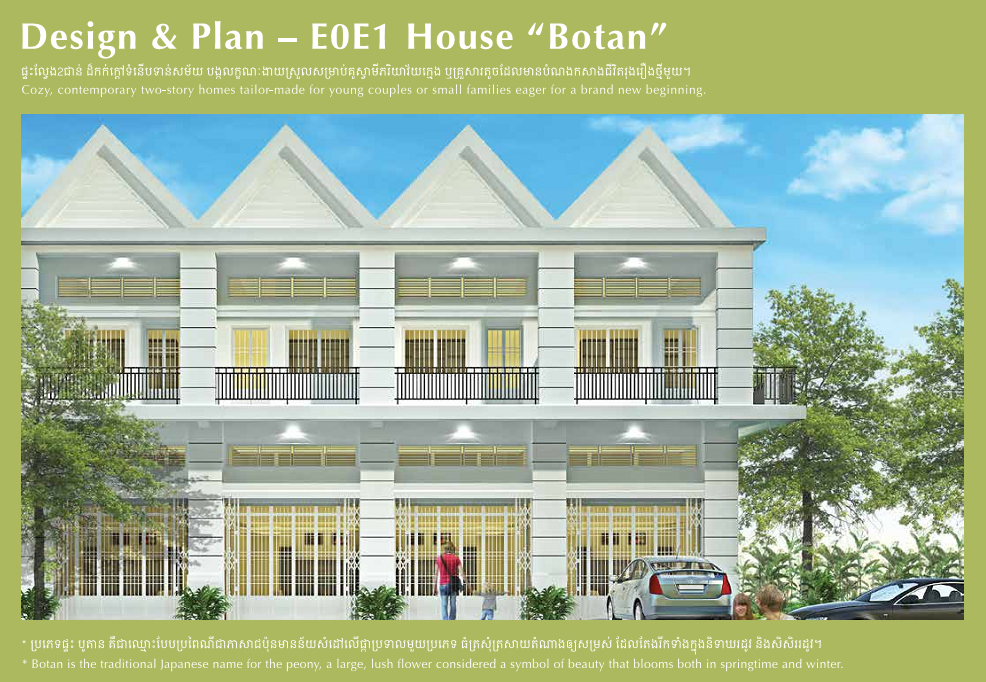 Design & Plan – E0E1 House “Botan”
ផ្ទះល្វែង2ជាន់ ដ៏កក់ក្តៅទំនើបទាន់សម័យ បង្កលក្ខណៈងាយស្រួលសម្រាប់គូស្វាមីភរិយាវ័យក្មេង ឬគ្រួសារតូចដែលមានបំណងកសាងជីវិតរុងរឿងថ្មីមួយ។
Cozy, contemporary two-story homes tailor-made for young couples or small families eager for a brand new beginning.
* ប្រភេទផ្ទះ បូតាន គឺជាឈ្មោះបែបប្រពៃណីជាភាសាជប៉ុនមានន័យសំដៅលើផ្កាប្រទាលមួយប្រភេទ ធំត្រសុំត្រសាយតំណាងឲ្យសម្រស់ ដែលតែងរីកទាំងក្នុងនិទាឃរដូវ និងសិសិររដូវ។
* Botan is the traditional Japanese name for the peony, a large, lush flower considered a symbol of beauty that blooms both in springtime and winter.